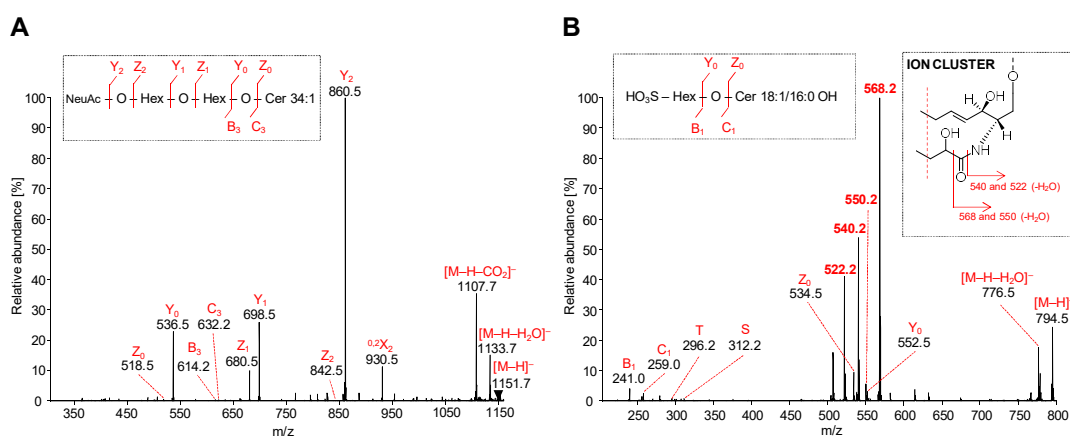 A
Y2 Z2 Y1 Z1 Y0 Z0
NeuAc O Hex O Hex O Cer 34:1
B3 C3
Relative abundance [%]
100
90
80
70
60
50
40
30
20
10
0
Y2
860.5
[M–H–CO2]–
1107.7
[M–H–H2O]–
1133.7
[M–H]–
1151.7
Y0
536.5
C3
632.2
Y1
698.5
Z0
518.5
B3
614.2
Z1
680.5
Z2
842.5
0,2X2
930.5
350 450 550 650 750 850 950 1050 1150
m/z
B
Y0 Z0
HO3S – Hex O Cer 18:1/16:0 OH
B1 C1
ION CLUSTER
O
OH
H
OH
NH
O
540 and 522 (-H2O)
568 and 550 (-H2O)
Relative abundance [%]
100
90
80
70
60
50
40
30
20
10
0
568.2
550.2
540.2
522.2
Z0
534.5
Y0
552.5
[M–H–H2O]–
776.5
[M–H]
794.5
B1
241.0
C1
259.0
T
296.2
S
312.2
200 250 300 350 400 450 500 550 600 650 700 750 800
m/z